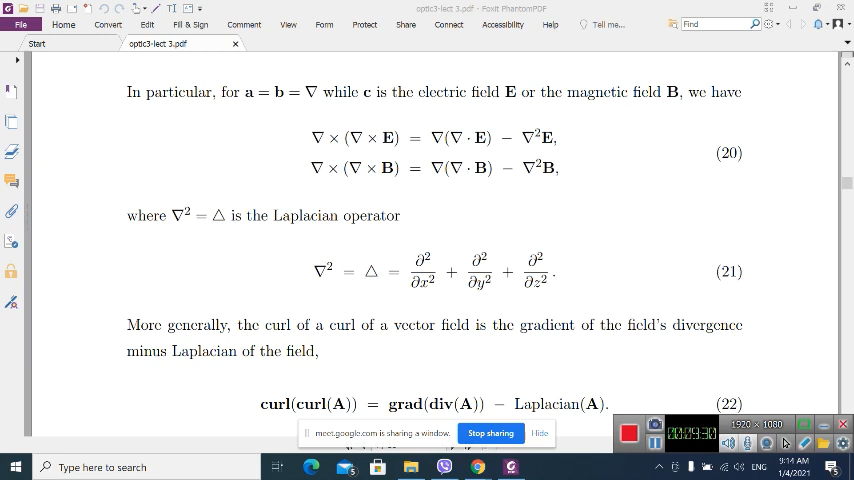 optic3-lect 3.pdf - Foxit PhantomPDF
File Home Convert Edit Fill & Sign Comment View Form Protect Share Connect Accessibility Help Tell me... Find
Start optic3-lect 3.pdf
In particular, for a = b = ∇ while c is the electric field E or the magnetic field B, we have
∇ × (∇ × E) = ∇(∇ · E) − ∇²E,
(20)
∇ × (∇ × B) = ∇(∇ · B) − ∇²B,
where ∇² = △ is the Laplacian operator
∇² = △ = ∂²/∂x² + ∂²/∂y² + ∂²/∂z². (21)
More generally, the curl of a curl of a vector field is the gradient of the field's divergence
minus Laplacian of the field,
curl(curl(A)) = grad(div(A)) − Laplacian(A). (22)
1920 × 1080
00:09:30
meet.google.com is sharing a window. Stop sharing Hide
Type here to search
5
ENG
9:14 AM
1/4/2021
5